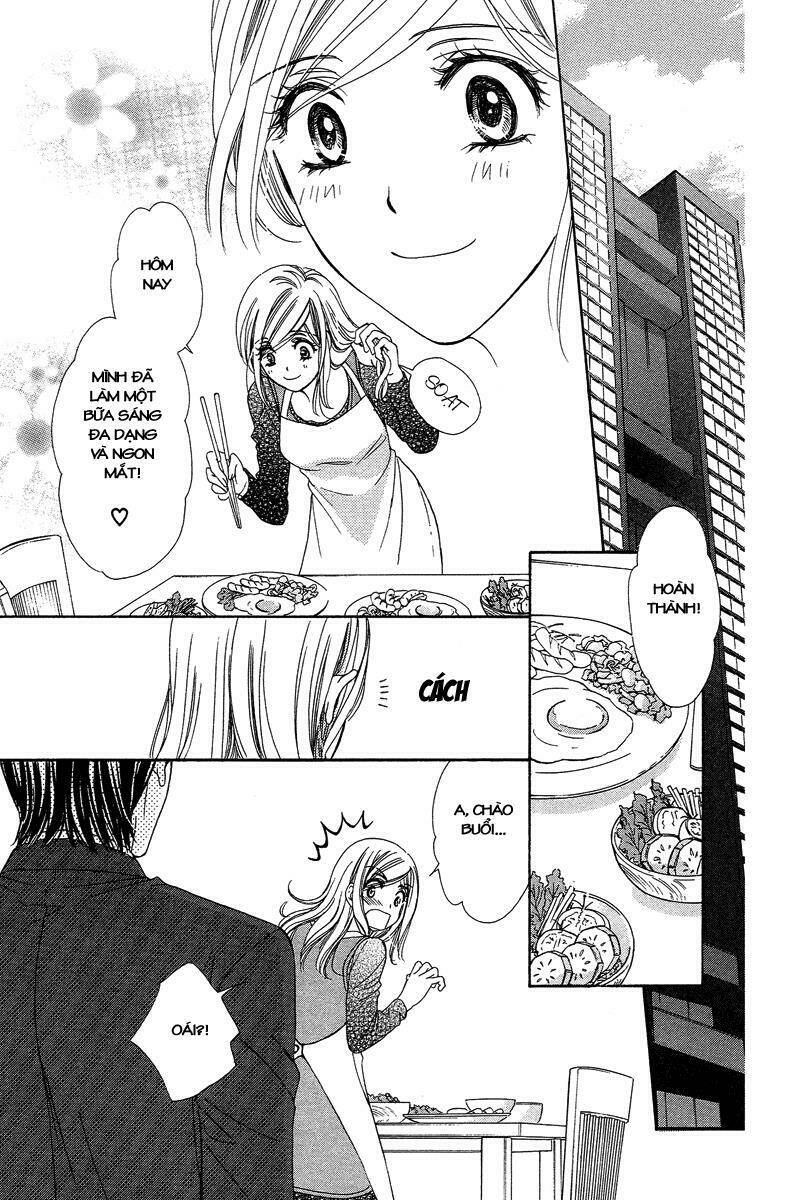 HOÀN
THÀNH!
HÔM
NAY
MÌNH ĐÃ
LÀM MỘT
BỮA SÁNG
ĐA DẠNG
VÀ NGON
MẮT!
♡
SOẠT
CÁCH
A, CHÀO
BUỔI...
OÁI?!